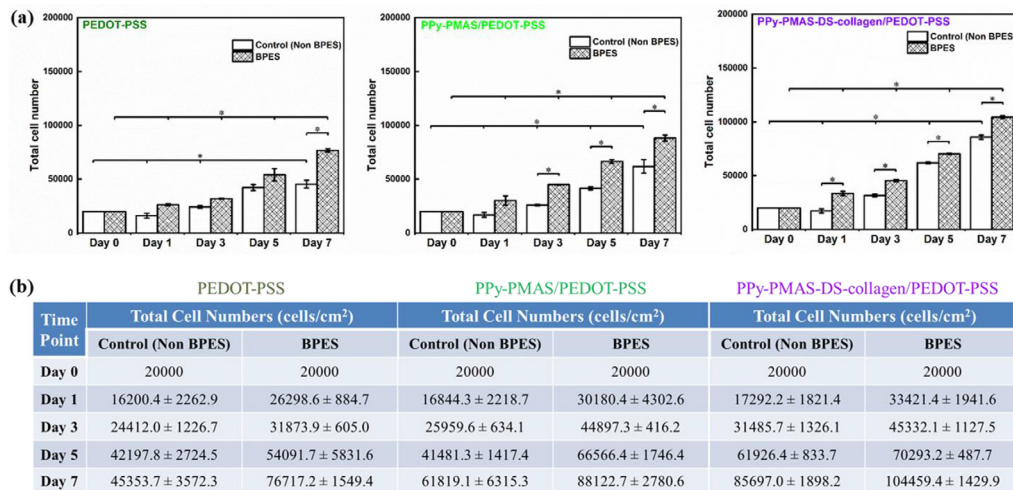 (a)
PEDOT-PSS
200000
150000
100000
50000
0
Total cell number
Control (Non BPES)
BPES
*
*
*
Day 0 Day 1 Day 3 Day 5 Day 7
PPy-PMAS/PEDOT-PSS
200000
150000
100000
50000
0
Total cell number
Control (Non BPES)
BPES
*
*
*
*
*
Day 0 Day 1 Day 3 Day 5 Day 7
PPy-PMAS-DS-collagen/PEDOT-PSS
200000
150000
100000
50000
0
Total cell number
Control (Non BPES)
BPES
*
*
*
*
*
*
Day 0 Day 1 Day 3 Day 5 Day 7
(b)
PEDOT-PSS PPy-PMAS/PEDOT-PSS PPy-PMAS-DS-collagen/PEDOT-PSS
Time Point Total Cell Numbers (cells/cm²) Total Cell Numbers (cells/cm²) Total Cell Numbers (cells/cm²)
Control (Non BPES) BPES Control (Non BPES) BPES Control (Non BPES) BPES
Day 0 20000 20000 20000 20000 20000 20000
Day 1 16200.4 ± 2262.9 26298.6 ± 884.7 16844.3 ± 2218.7 30180.4 ± 4302.6 17292.2 ± 1821.4 33421.4 ± 1941.6
Day 3 24412.0 ± 1226.7 31873.9 ± 605.0 25959.6 ± 634.1 44897.3 ± 416.2 31485.7 ± 1326.1 45332.1 ± 1127.5
Day 5 42197.8 ± 2724.5 54091.7 ± 5831.6 41481.3 ± 1417.4 66566.4 ± 1746.4 61926.4 ± 833.7 70293.2 ± 487.7
Day 7 45353.7 ± 3572.3 76717.2 ± 1549.4 61819.1 ± 6315.3 88122.7 ± 2780.6 85697.0 ± 1898.2 104459.4 ± 1429.9